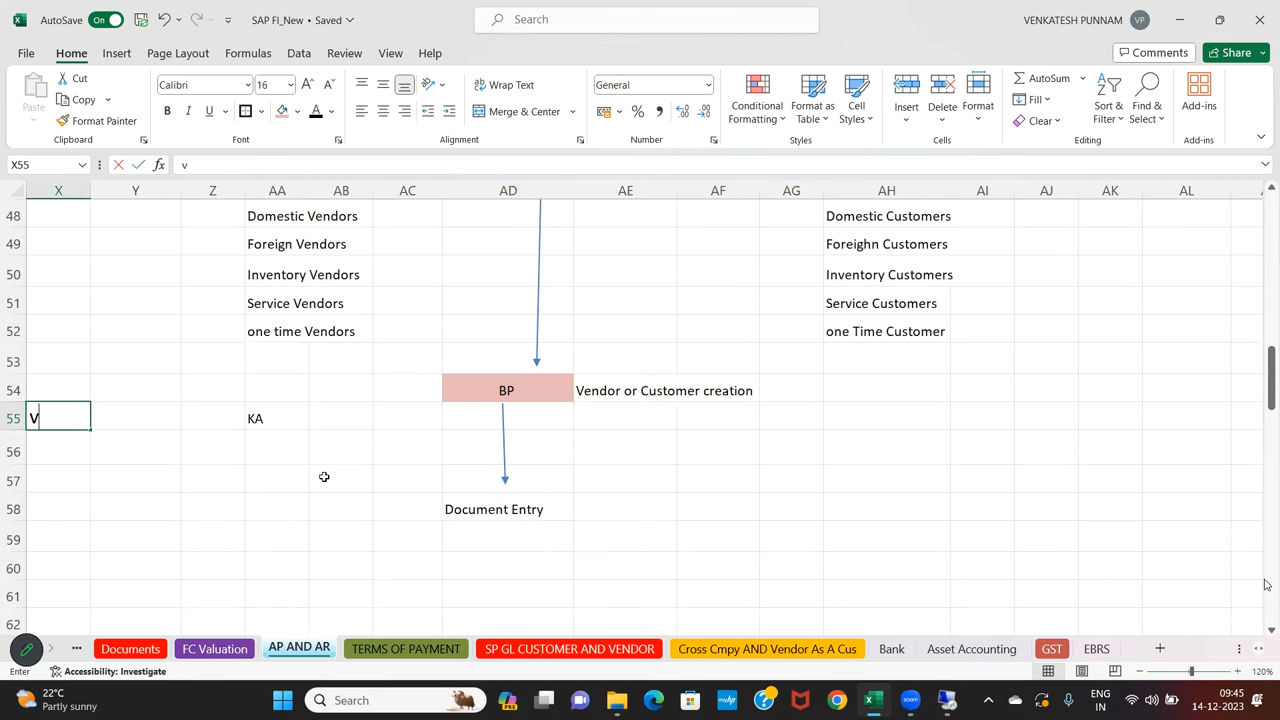 AutoSave On SAP FI_New • Saved Search VENKATESH PUNNAM VP
File Home Insert Page Layout Formulas Data Review View Help Comments Share
Paste Cut Copy Format Painter Clipboard
Calibri 16 A A B I U A Font
Wrap Text Merge & Center Alignment
General % Number
Conditional Formatting Format as Table Cell Styles Styles
Insert Delete Format Cells
AutoSum Fill Clear Sort & Filter Find & Select Editing
Add-ins Add-ins
X55 fx v
X Y Z AA AB AC AD AE AF AG AH AI AJ AK AL
48 Domestic Vendors Domestic Customers
49 Foreign Vendors Foreighn Customers
50 Inventory Vendors Inventory Customers
51 Service Vendors Service Customers
52 one time Vendors one Time Customer
53
54 BP Vendor or Customer creation
55 V KA
56
57
58 Document Entry
59
60
61
62
Documents FC Valuation AP AND AR TERMS OF PAYMENT SP GL CUSTOMER AND VENDOR Cross Cmpy AND Vendor As A Cus Bank Asset Accounting GST EBRS
Enter Accessibility: Investigate 120%
22°C Partly sunny Search ENG IN 09:45 14-12-2023